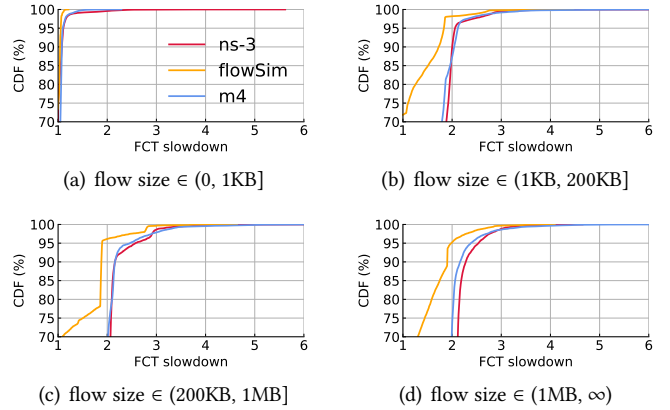 100
95
90
85
80
75
70
CDF (%)
ns-3
flowSim
m4
1 2 3 4 5 6
FCT slowdown
(a) flow size ∈ (0, 1KB]
100
95
90
85
80
75
70
CDF (%)
1 2 3 4 5 6
FCT slowdown
(b) flow size ∈ (1KB, 200KB]
100
95
90
85
80
75
70
CDF (%)
1 2 3 4 5 6
FCT slowdown
(c) flow size ∈ (200KB, 1MB]
100
95
90
85
80
75
70
CDF (%)
1 2 3 4 5 6
FCT slowdown
(d) flow size ∈ (1MB, ∞)